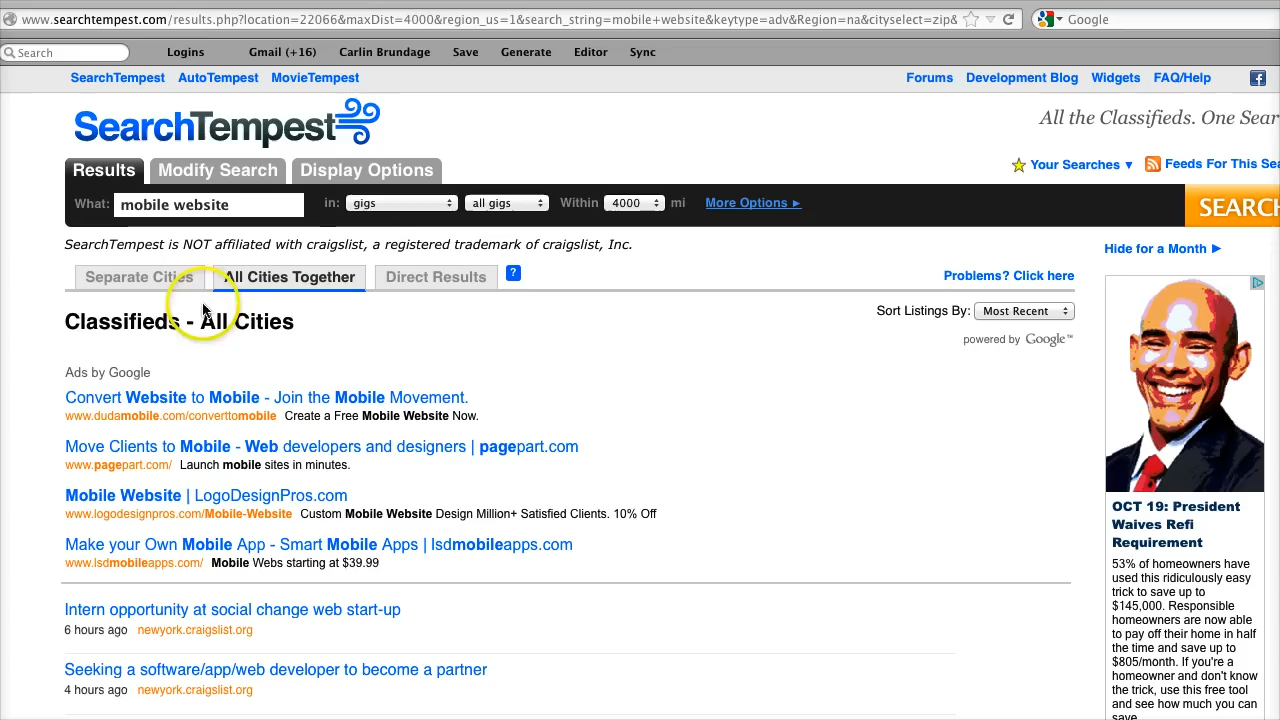 www.searchtempest.com/results.php?location=22066&maxDist=4000&region_us=1&search_string=mobile+website&keytype=adv&Region=na&cityselect=zip&
Google
Search
Logins Gmail (+16) Carlin Brundage Save Generate Editor Sync
SearchTempest AutoTempest MovieTempest
Forums Development Blog Widgets FAQ/Help
SearchTempest
All the Classifieds. One Sear
Results Modify Search Display Options
Your Searches ▼ Feeds For This Sea
What: mobile website in: gigs all gigs Within 4000 mi More Options ►
SEARCH
SearchTempest is NOT affiliated with craigslist, a registered trademark of craigslist, Inc.
Hide for a Month ►
Separate Cities All Cities Together Direct Results ?
Problems? Click here
Classifieds - All Cities
Sort Listings By: Most Recent
powered by Google™
Ads by Google
Convert Website to Mobile - Join the Mobile Movement.
www.dudamobile.com/converttomobile Create a Free Mobile Website Now.
Move Clients to Mobile - Web developers and designers | pagepart.com
www.pagepart.com/ Launch mobile sites in minutes.
Mobile Website | LogoDesignPros.com
www.logodesignpros.com/Mobile-Website Custom Mobile Website Design Million+ Satisfied Clients. 10% Off
Make your Own Mobile App - Smart Mobile Apps | lsdmobileapps.com
www.lsdmobileapps.com/ Mobile Webs starting at $39.99
Intern opportunity at social change web start-up
6 hours ago newyork.craigslist.org
Seeking a software/app/web developer to become a partner
4 hours ago newyork.craigslist.org
OCT 19: President
Waives Refi
Requirement
53% of homeowners have
used this ridiculously easy
trick to save up to
$145,000. Responsible
homeowners are now able
to pay off their home in half
the time and save up to
$805/month. If you're a
homeowner and don't know
the trick, use this free tool
and see how much you can
save